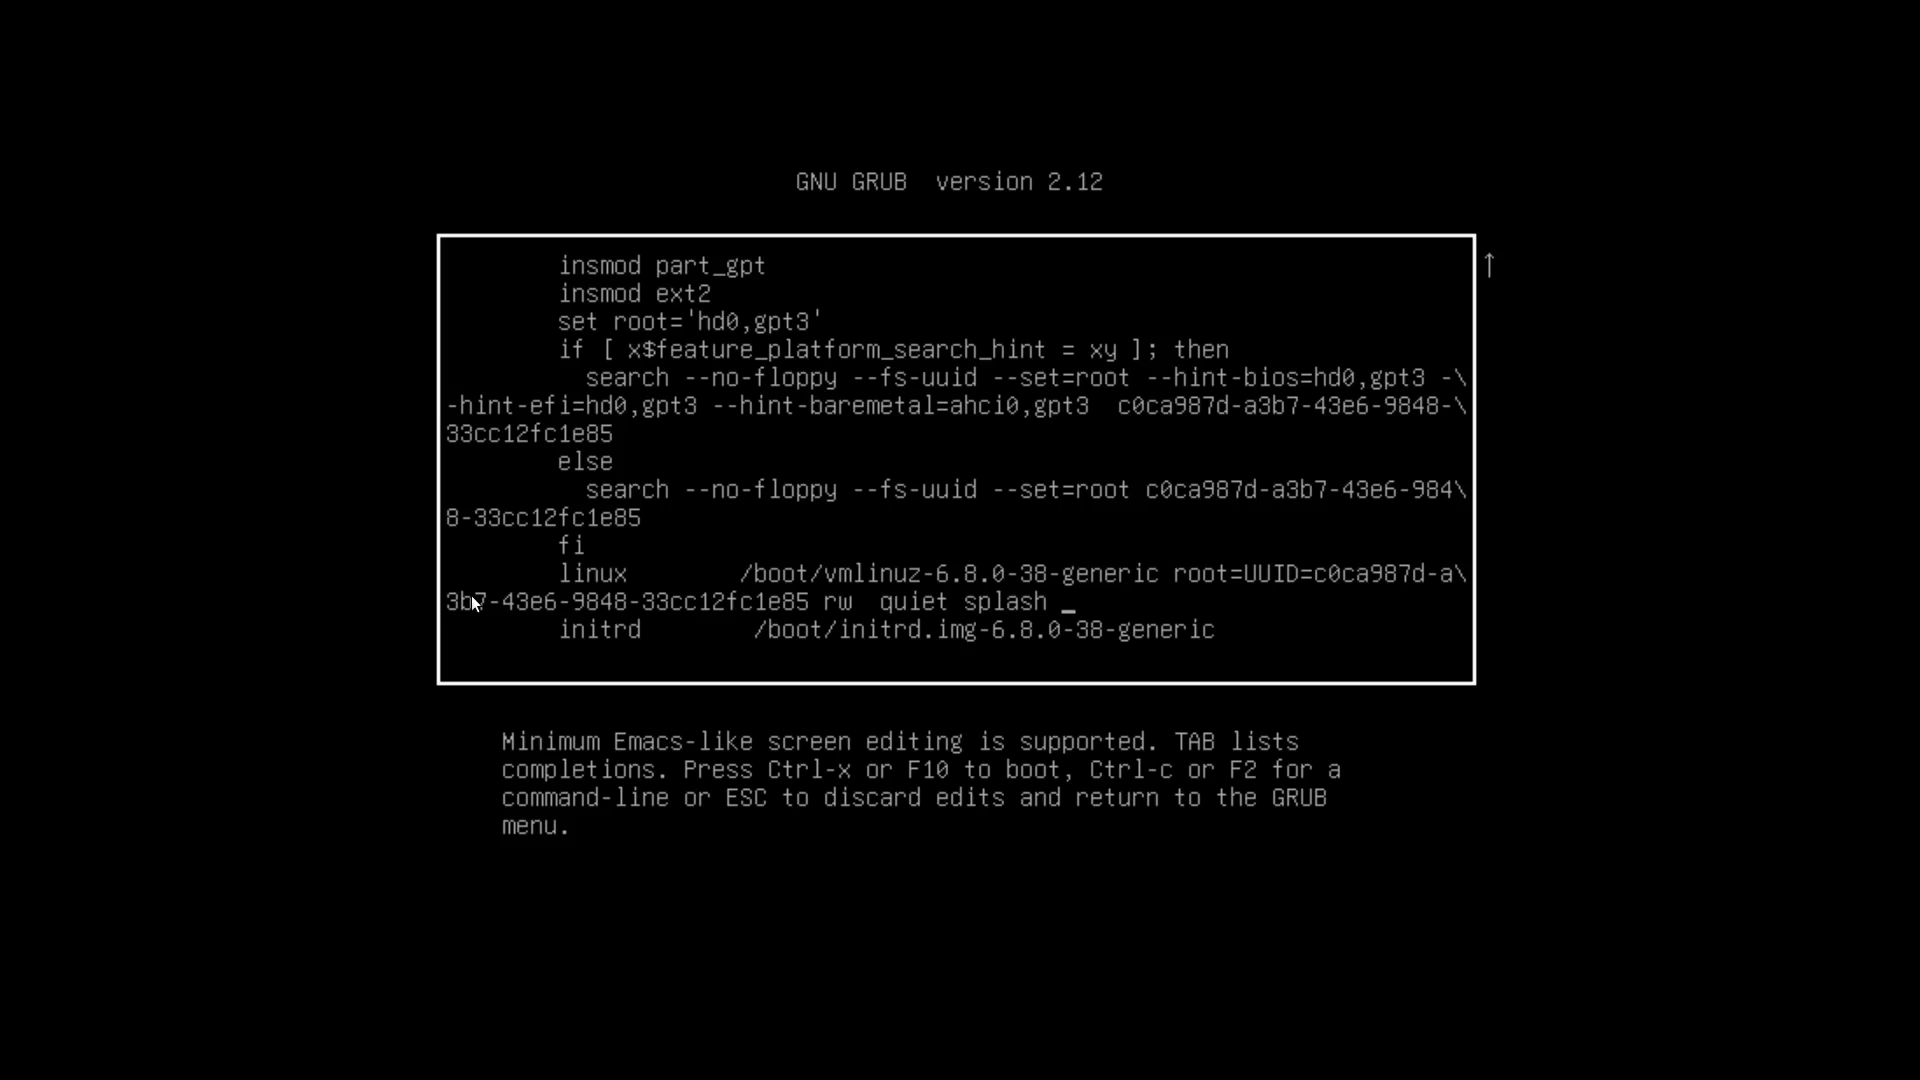 GNU GRUB  version 2.12
insmod part_gpt
insmod ext2
set root='hd0,gpt3'
if [ x$feature_platform_search_hint = xy ]; then
search --no-floppy --fs-uuid --set=root --hint-bios=hd0,gpt3 -\
-hint-efi=hd0,gpt3 --hint-baremetal=ahci0,gpt3  c0ca987d-a3b7-43e6-9848-\
33cc12fc1e85
else
search --no-floppy --fs-uuid --set=root c0ca987d-a3b7-43e6-984\
8-33cc12fc1e85
fi
linux        /boot/vmlinuz-6.8.0-38-generic root=UUID=c0ca987d-a\
3b7-43e6-9848-33cc12fc1e85 rw  quiet splash _
initrd        /boot/initrd.img-6.8.0-38-generic
Minimum Emacs-like screen editing is supported. TAB lists
completions. Press Ctrl-x or F10 to boot, Ctrl-c or F2 for a
command-line or ESC to discard edits and return to the GRUB
menu.